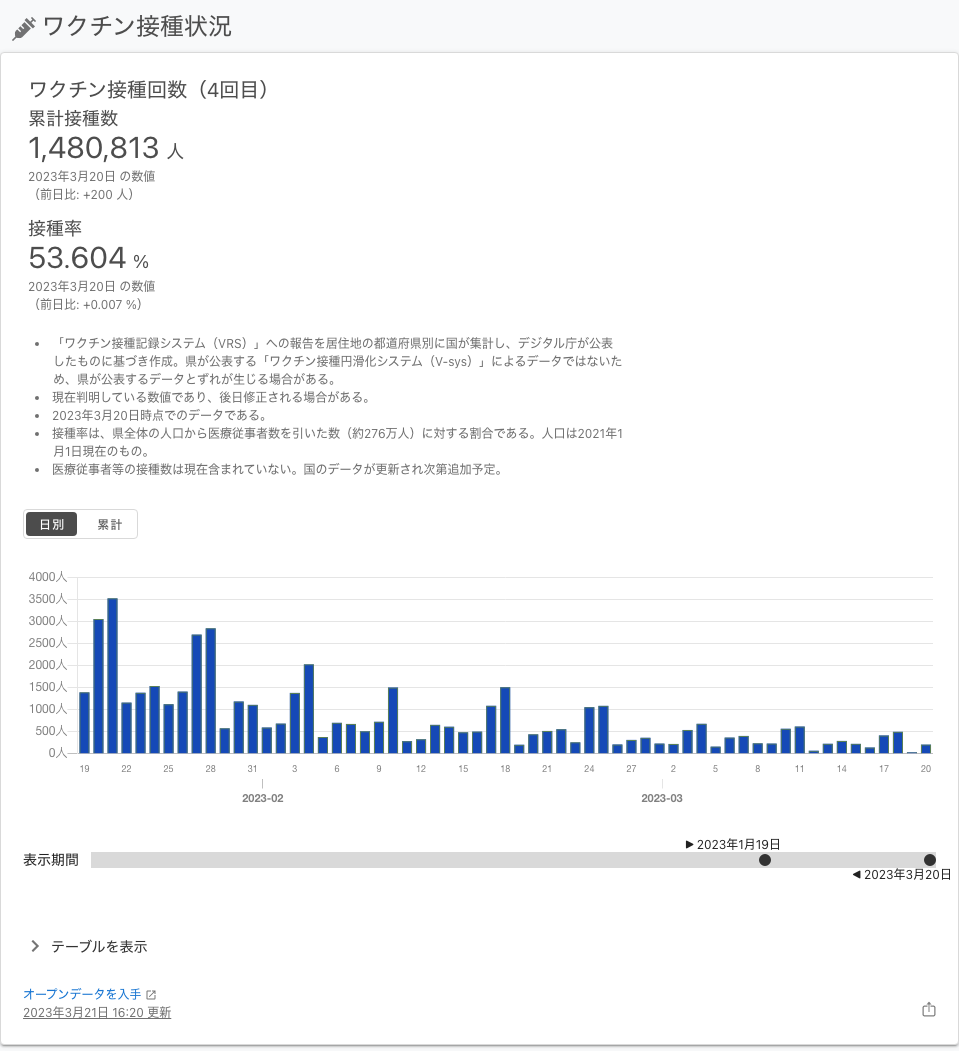 ワクチン接種状況
ワクチン接種回数（4回目）
累計接種数
1,480,813 人
2023年3月20日 の数値
（前日比: +200 人）
接種率
53.604 %
2023年3月20日 の数値
（前日比: +0.007 %）
• 「ワクチン接種記録システム（VRS）」への報告を居住地の都道府県別に国が集計し、デジタル庁が公表
したものに基づき作成。県が公表する「ワクチン接種円滑化システム（V-sys）」によるデータではないた
め、県が公表するデータとずれが生じる場合がある。
• 現在判明している数値であり、後日修正される場合がある。
• 2023年3月20日時点でのデータである。
• 接種率は、県全体の人口から医療従事者数を引いた数（約276万人）に対する割合である。人口は2021年1
月1日現在のもの。
• 医療従事者等の接種数は現在含まれていない。国のデータが更新され次第追加予定。
日別 累計
4000人
3500人
3000人
2500人
2000人
1500人
1000人
500人
0人
19 22 25 28 31 3 6 9 12 15 18 21 24 27 2 5 8 11 14 17 20
2023-02 2023-03
▶ 2023年1月19日
表示期間
◀ 2023年3月20日
テーブルを表示
オープンデータを入手
2023年3月21日 16:20 更新